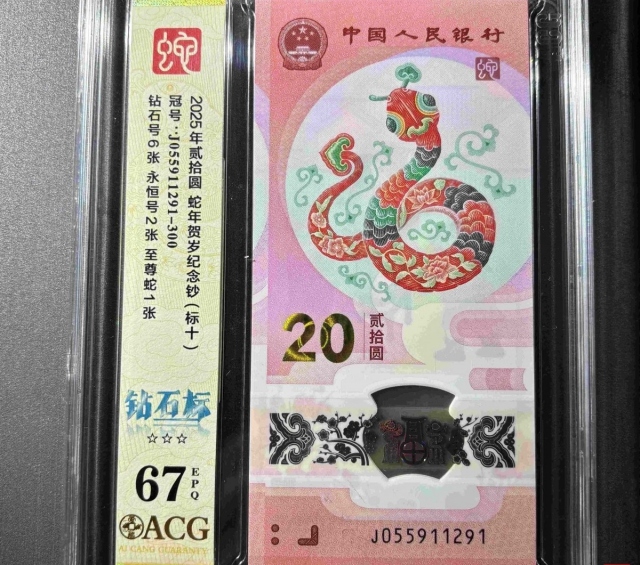 蛇
2025年贰拾圆 蛇年贺岁纪念钞（标十）
冠号：J055911291-300
钻石号6张 永恒号2张 至尊蛇1张
钻石标
☆☆☆
67 EPQ
ACG
AI CANG GUARANTY
中国人民银行
蛇
20
贰拾圆
J055911291